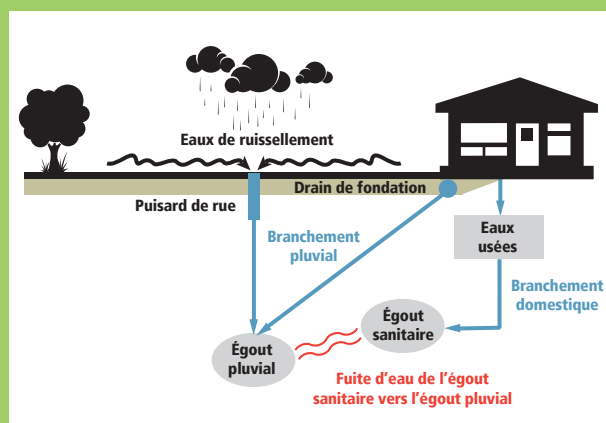 Eaux de ruissellement
Drain de fondation
Puisard de rue
Branchement
pluvial
Eaux
usées
Branchement
domestique
Égout
sanitaire
Égout
pluvial
Fuite d'eau de l'égout
sanitaire vers l'égout pluvial